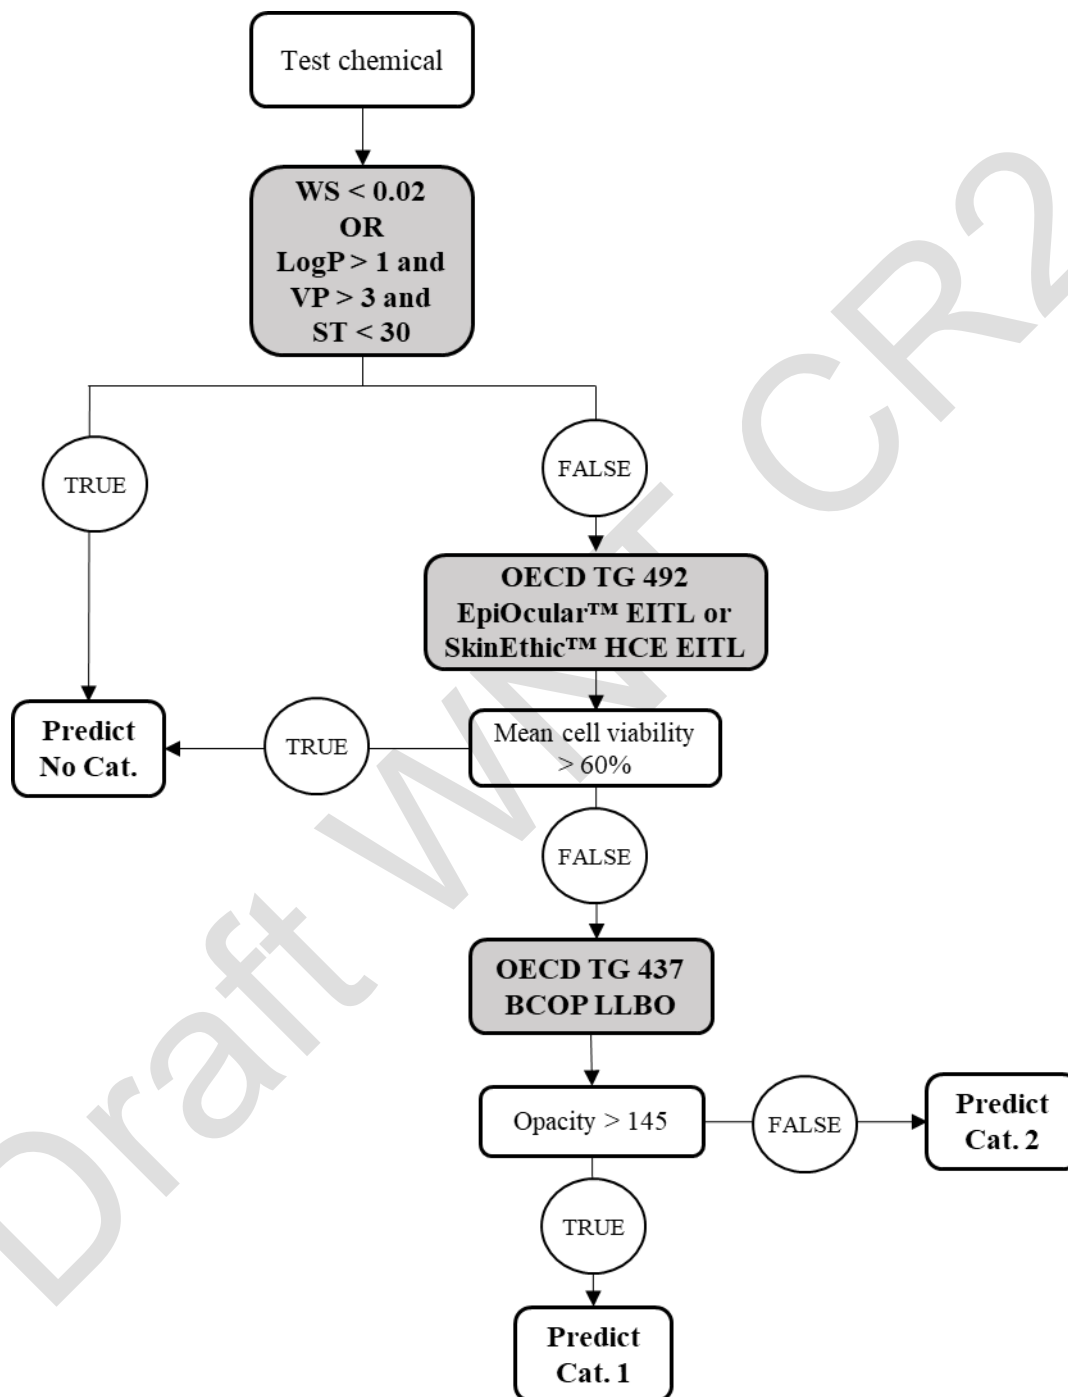 Test chemical
WS < 0.02
OR
LogP > 1 and
VP > 3 and
ST < 30
TRUE
FALSE
OECD TG 492
EpiOcular™ EITL or
SkinEthic™ HCE EITL
Predict
No Cat.
TRUE
Mean cell viability
> 60%
FALSE
OECD TG 437
BCOP LLBO
Opacity > 145
FALSE
Predict
Cat. 2
TRUE
Predict
Cat. 1
Draft WNT CR2